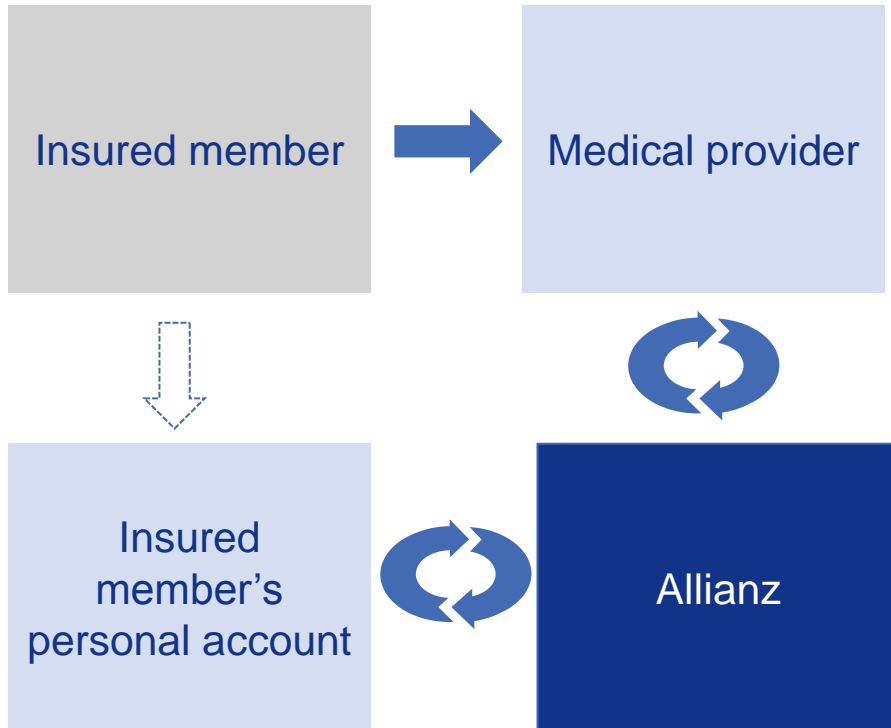 Insured member
Medical provider
Insured
member’s
personal account
Allianz